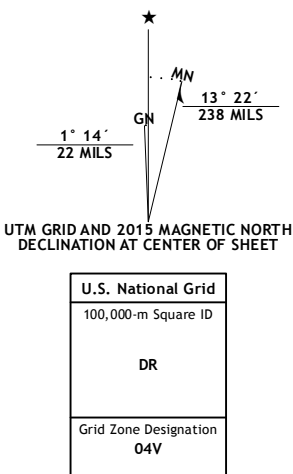 ★
MN
GN
13° 22´
238 MILS
1° 14´
22 MILS
UTM GRID AND 2015 MAGNETIC NORTH
DECLINATION AT CENTER OF SHEET
U.S. National Grid
100,000-m Square ID
DR
Grid Zone Designation
04V